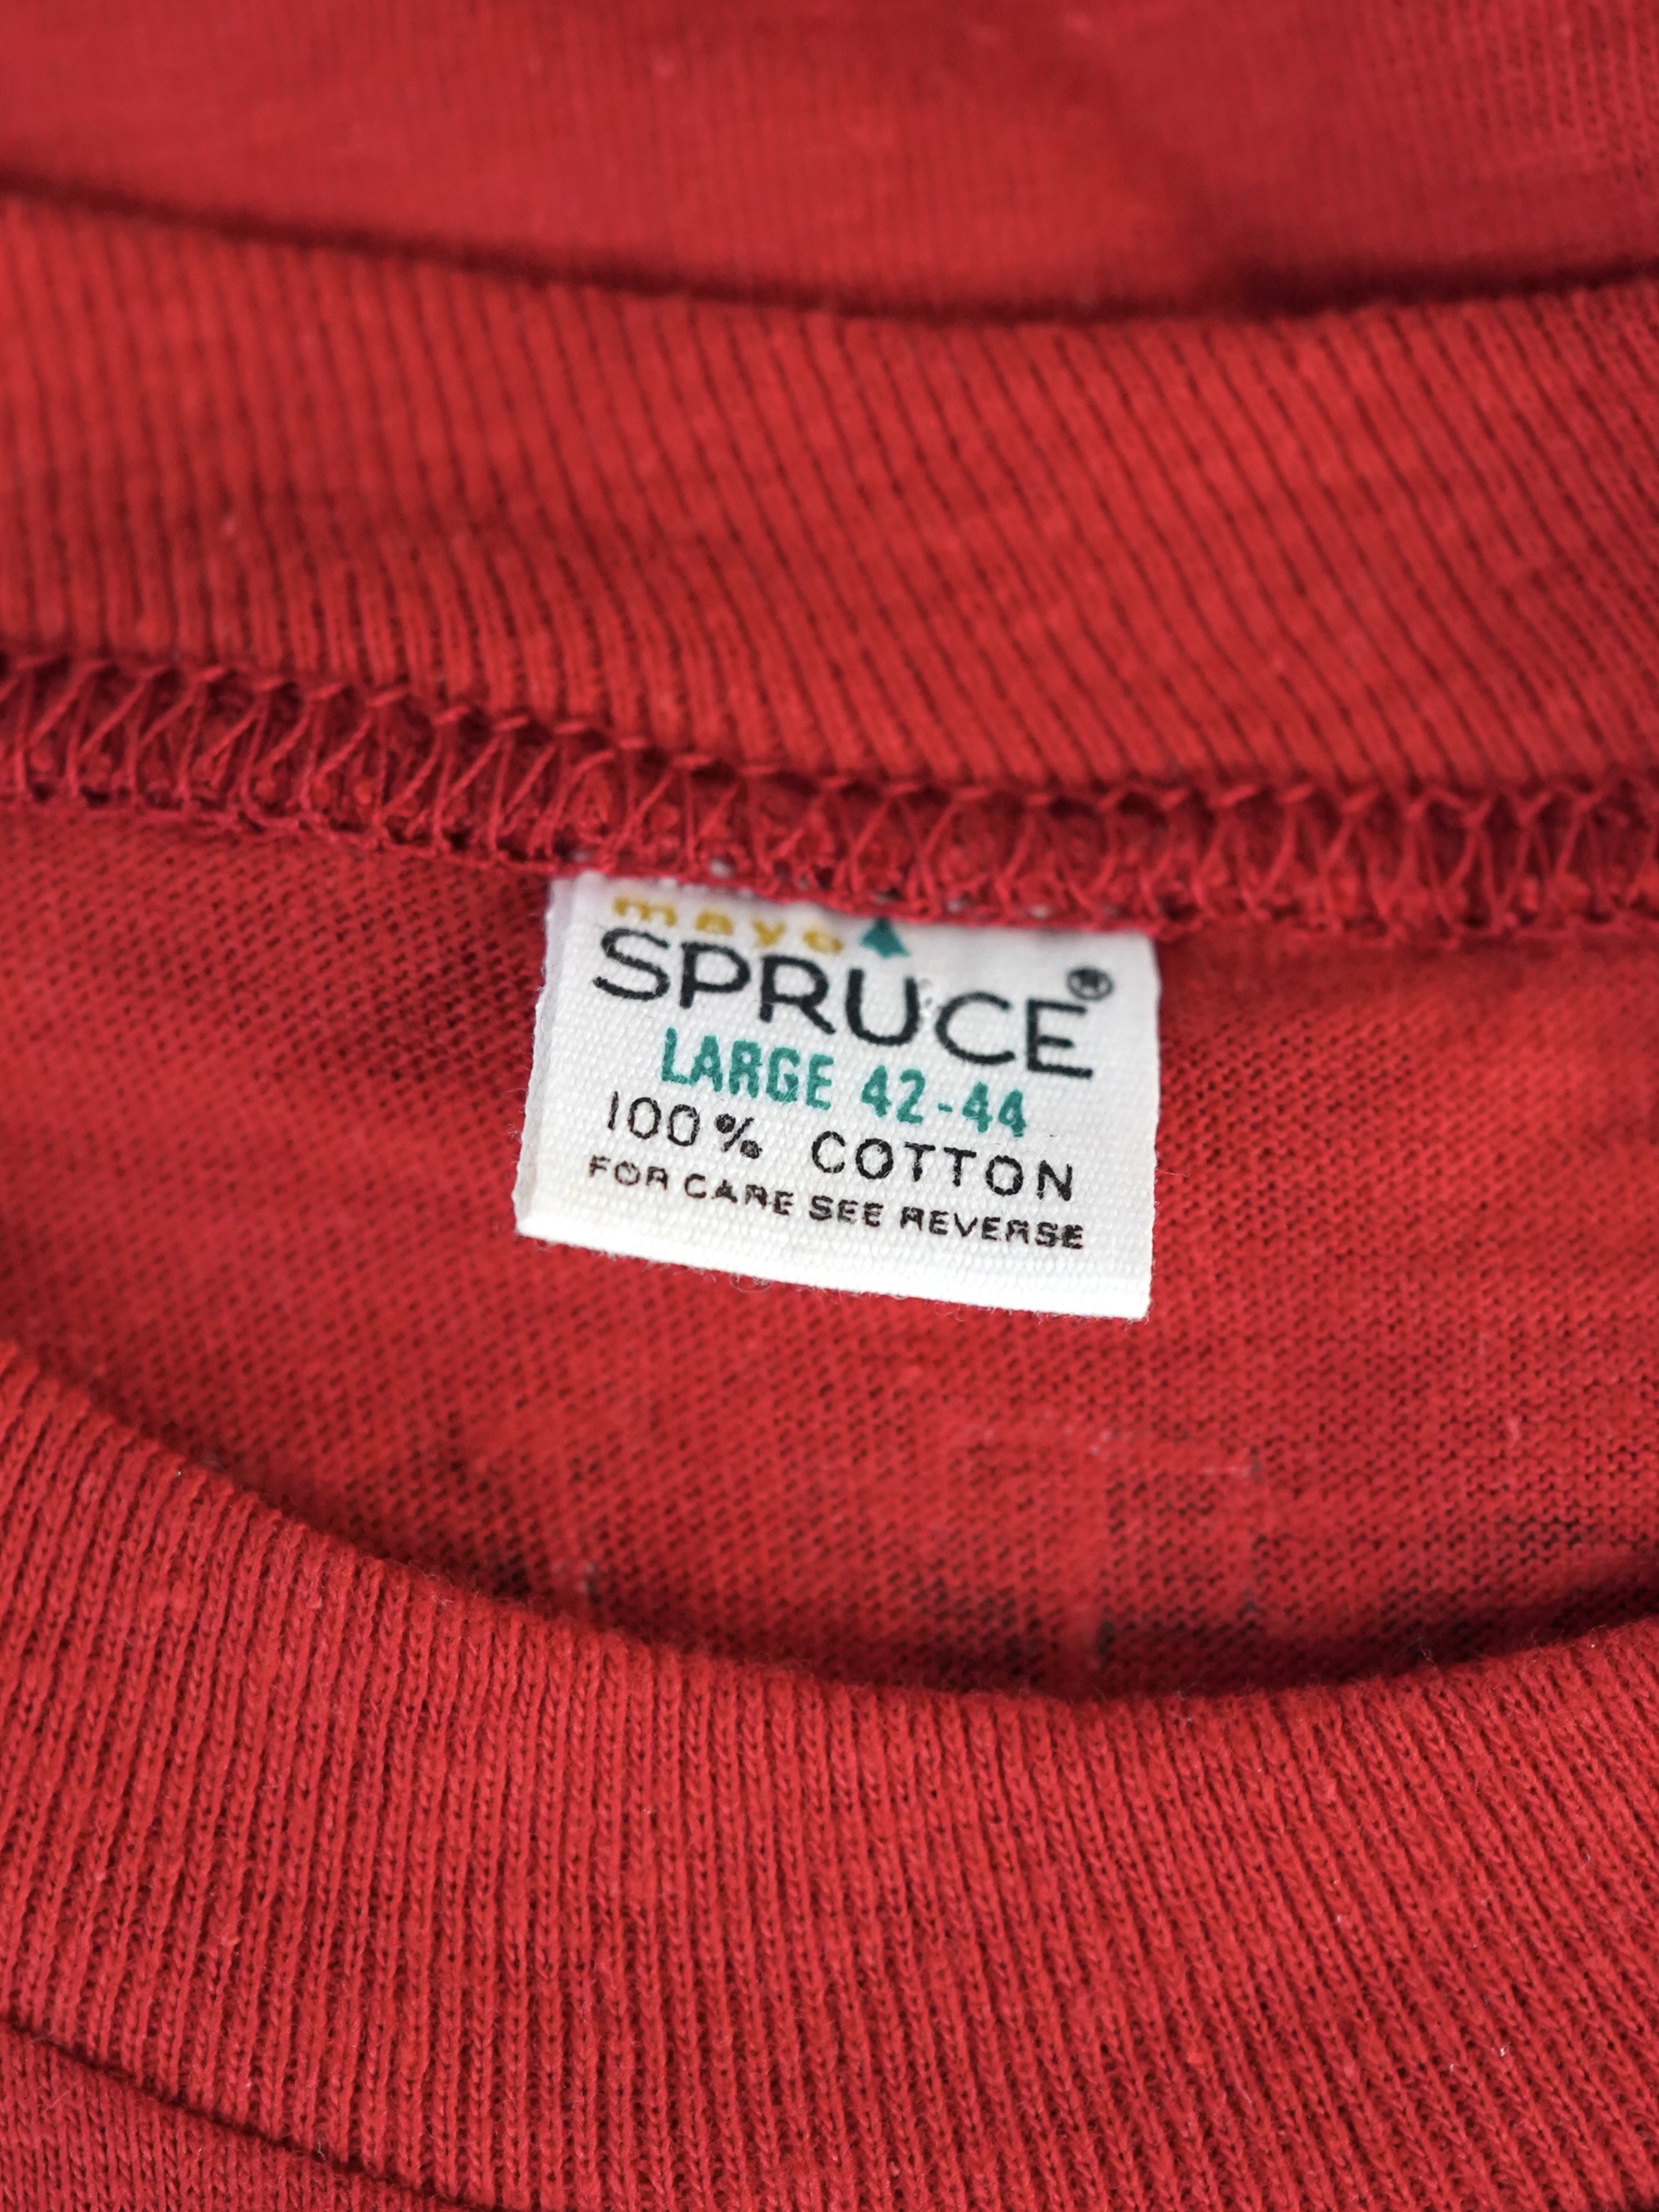 mayo
SPRUCE®
LARGE 42-44
100% COTTON
FOR CARE SEE REVERSE